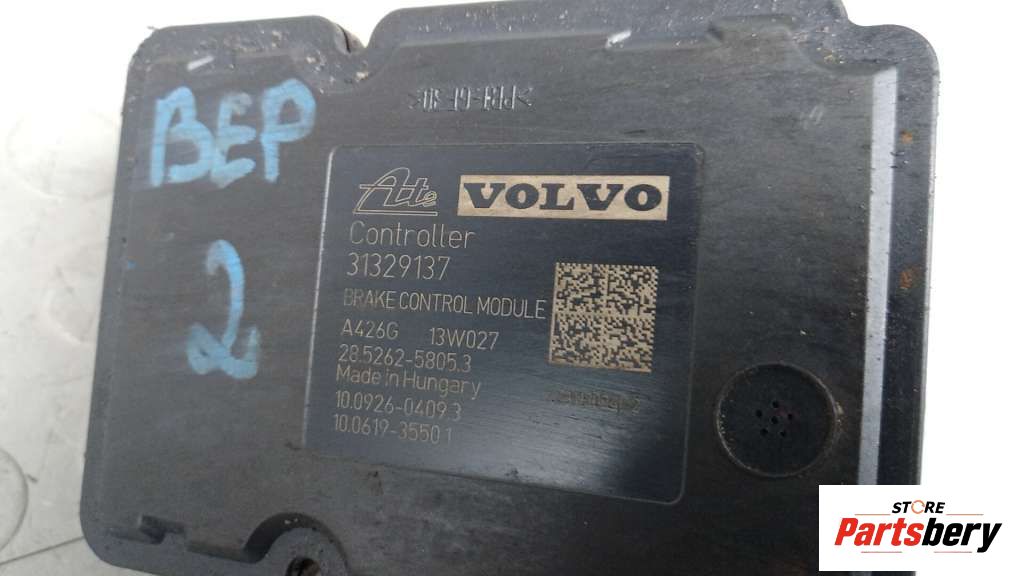 BEP
2
Ate VOLVO
Controller
31329137
BRAKE CONTROL MODULE
A426G 13W027
28.5262-5805.3
Made in Hungary
10.0926-0409.3
10.0619-3550.1
STORE
Partsbery